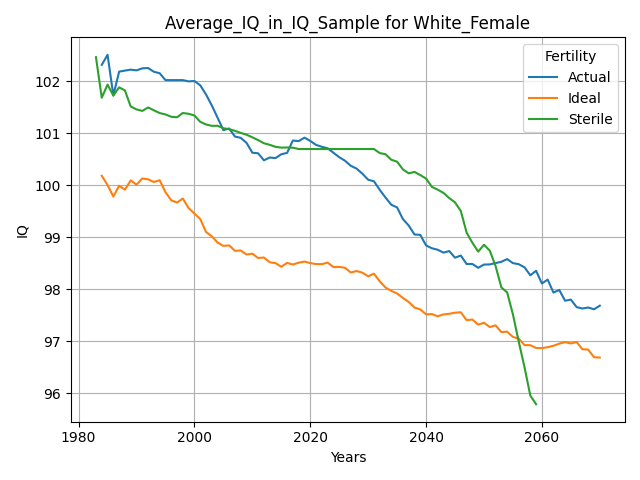 Average_IQ_in_IQ_Sample for White_Female
Fertility
Actual
Ideal
Sterile
IQ
102
101
100
99
98
97
96
1980
2000
2020
2040
2060
Years